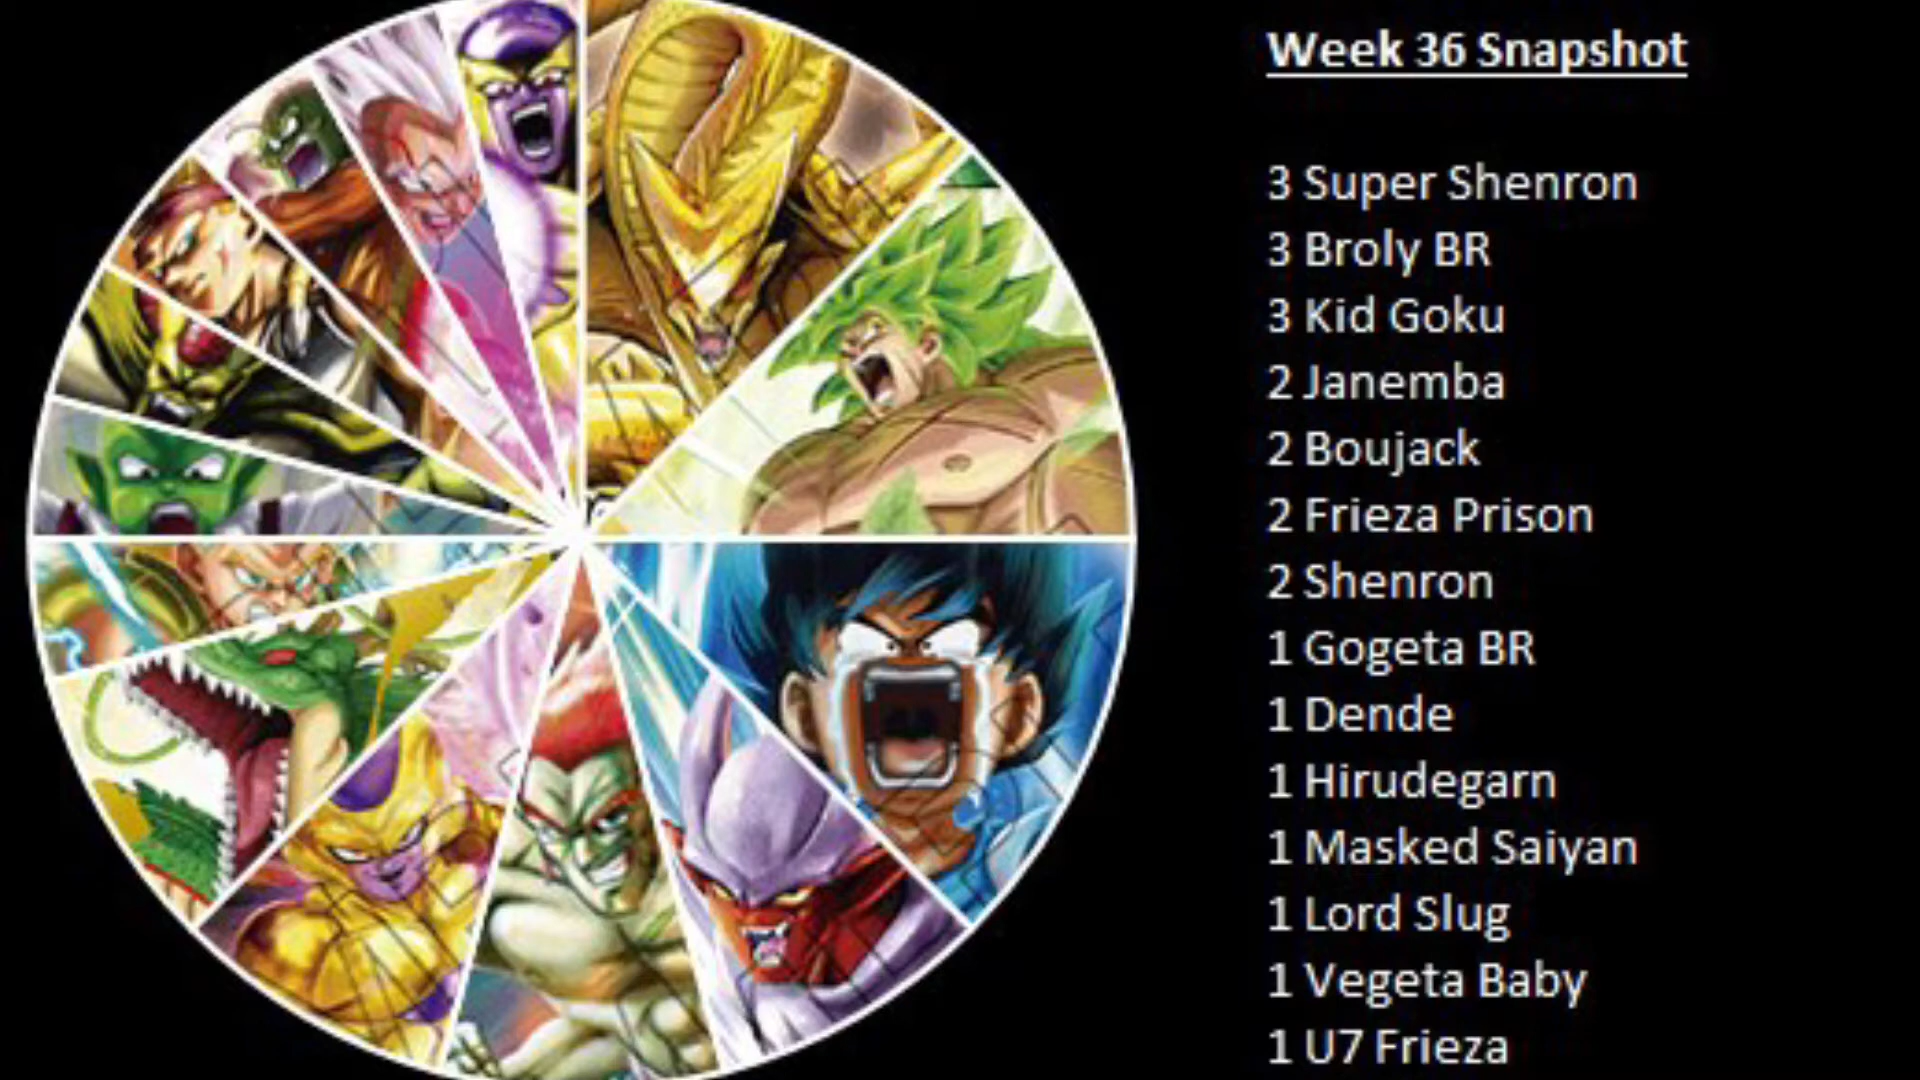 Week 36 Snapshot
3 Super Shenron
3 Broly BR
3 Kid Goku
2 Janemba
2 Boujack
2 Frieza Prison
2 Shenron
1 Gogeta BR
1 Dende
1 Hirudegarn
1 Masked Saiyan
1 Lord Slug
1 Vegeta Baby
1 U7 Frieza